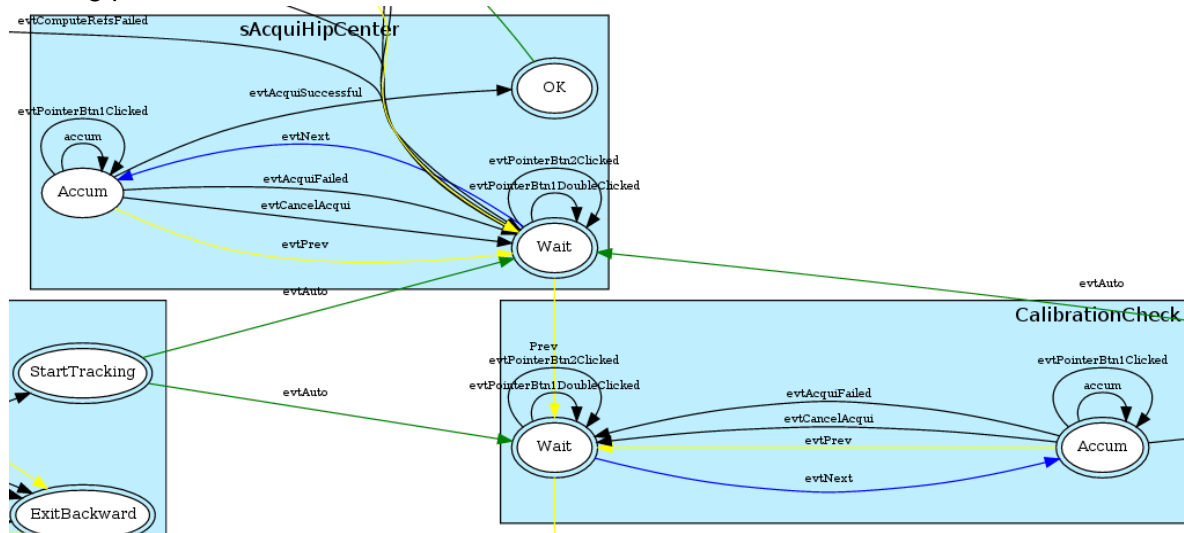 evtComputeRefsFailed
sAcquiHipCenter
OK
evtAcquiSuccessful
evtPointerBtn1Clicked
accum
evtNext
evtPointerBtn2Clicked
evtPointerBtn1DoubleClicked
Accum
evtAcquiFailed
evtCancelAcqui
evtPrev
Wait
evtAuto
evtAuto
CalibrationCheck
StartTracking
evtAuto
Prev
evtPointerBtn2Clicked
evtPointerBtn1DoubleClicked
evtPointerBtn1Clicked
accum
evtAcquiFailed
evtCancelAcqui
evtPrev
Wait
Accum
evtNext
ExitBackward